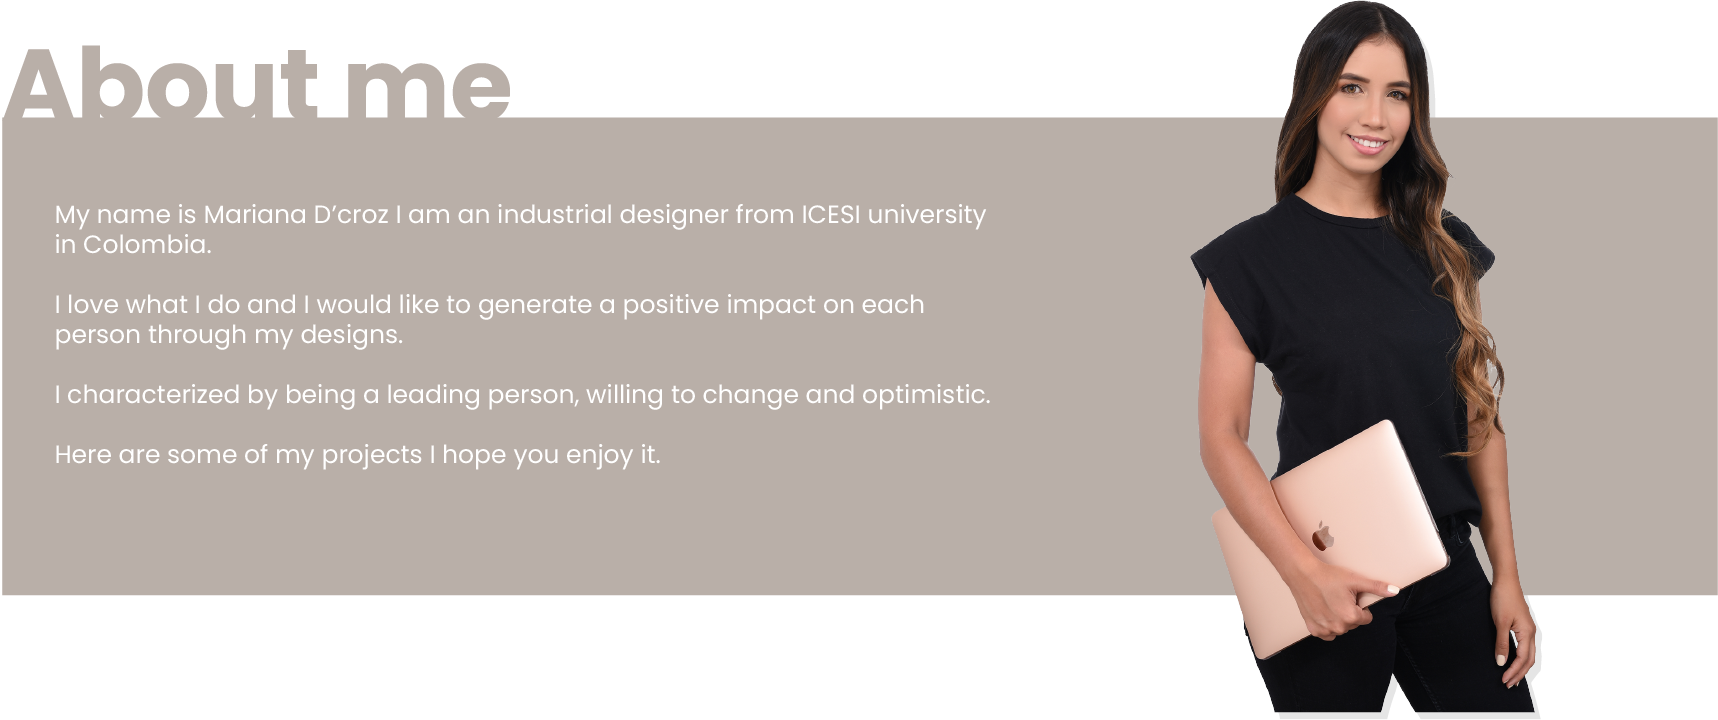 About me
My name is Mariana D’croz I am an industrial designer from ICESI university
in Colombia.
I love what I do and I would like to generate a positive impact on each
person through my designs.
I characterized by being a leading person, willing to change and optimistic.
Here are some of my projects I hope you enjoy it.